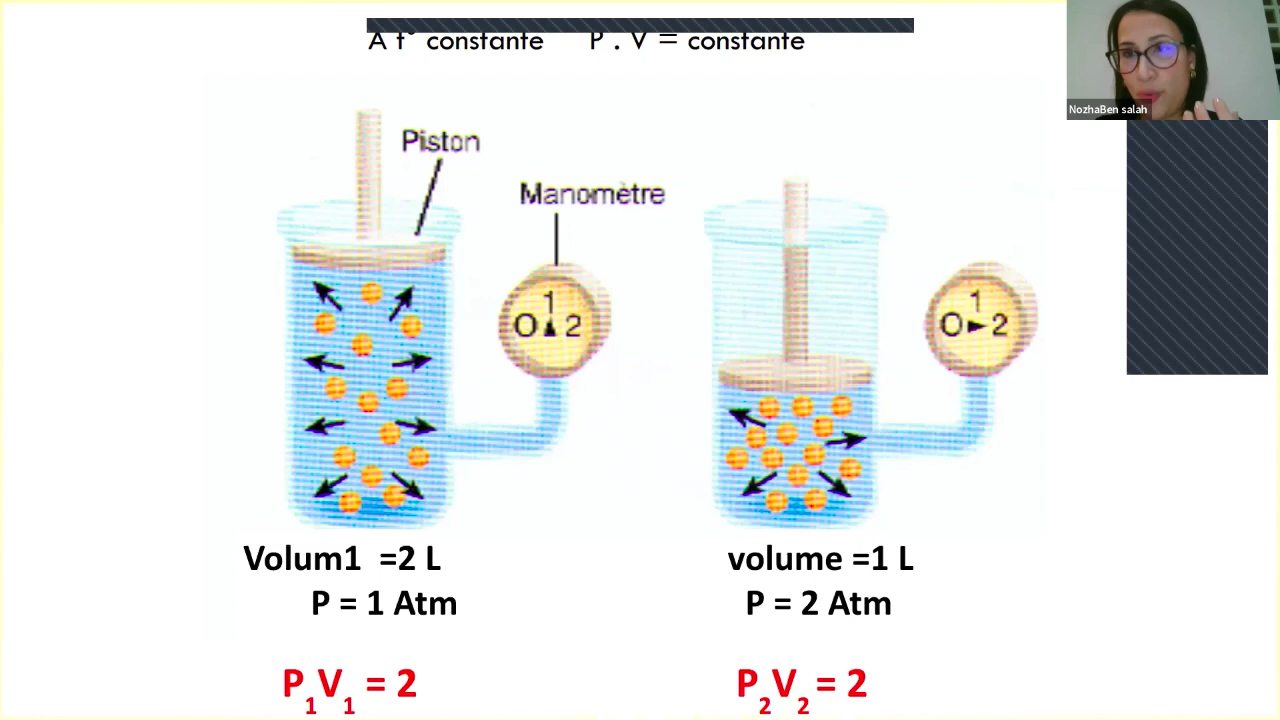 A t° constante P . V = constante
NozhaBen salah
Piston
Manomètre
1
O 2
1
O 2
Volum1 =2 L
P = 1 Atm
volume =1 L
P = 2 Atm
P1V1 = 2
P2V2 = 2